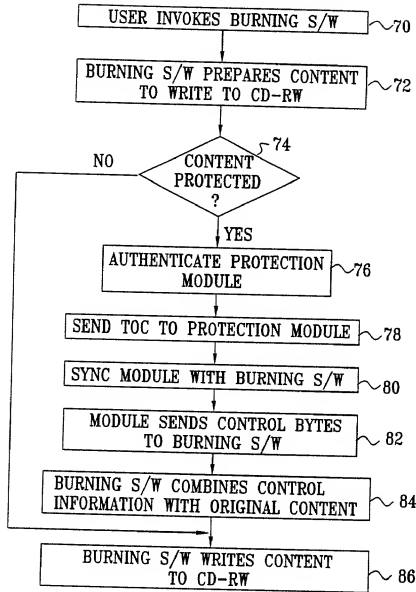 USER INVOKES BURNING S/W
70
BURNING S/W PREPARES CONTENT
TO WRITE TO CD-RW
72
74
CONTENT
PROTECTED
?
NO
YES
AUTHENTICATE PROTECTION
MODULE
76
SEND TOC TO PROTECTION MODULE
78
SYNC MODULE WITH BURNING S/W
80
MODULE SENDS CONTROL BYTES
TO BURNING S/W
82
BURNING S/W COMBINES CONTROL
INFORMATION WITH ORIGINAL CONTENT
84
BURNING S/W WRITES CONTENT
TO CD-RW
86